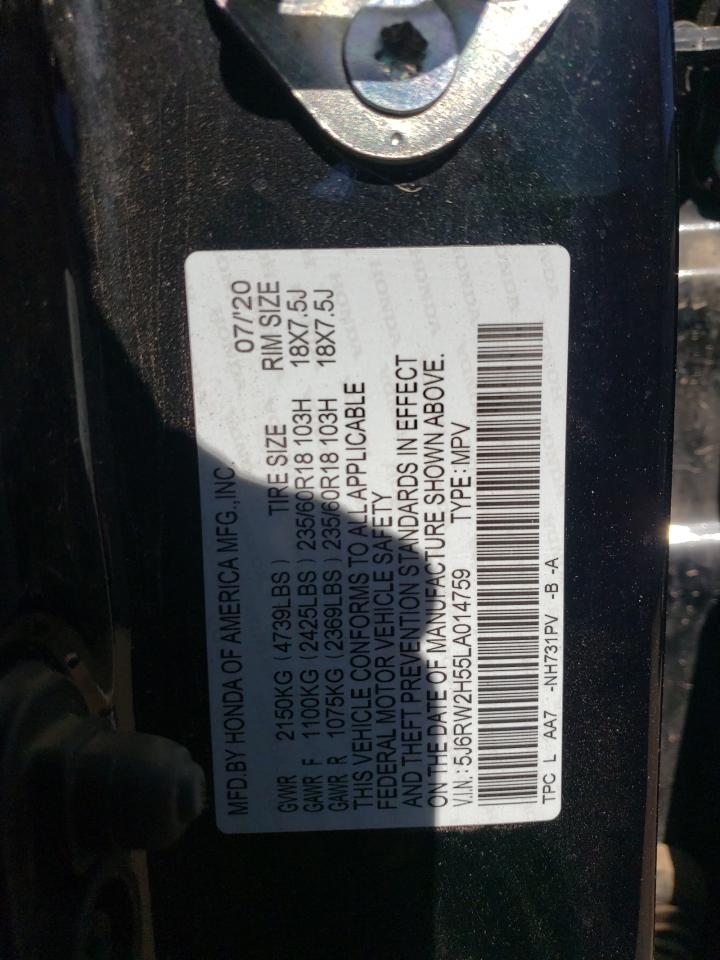 MFD.BY HONDA OF AMERICA MFG.,INC. 07/'20
TIRE SIZE RIM SIZE
GVWR 2150KG (4739LBS)
GAWR F 1100KG (2425LBS) 235/60R18 103H 18X7.5J
GAWR R 1075KG (2369LBS) 235/60R18 103H 18X7.5J
THIS VEHICLE CONFORMS TO ALL APPLICABLE
FEDERAL MOTOR VEHICLE SAFETY
AND THEFT PREVENTION STANDARDS IN EFFECT
ON THE DATE OF MANUFACTURE SHOWN ABOVE.
V.I.N.: 5J6RW2H55LA014759 TYPE: MPV
TPC L AA7 -NH731PV -B -A